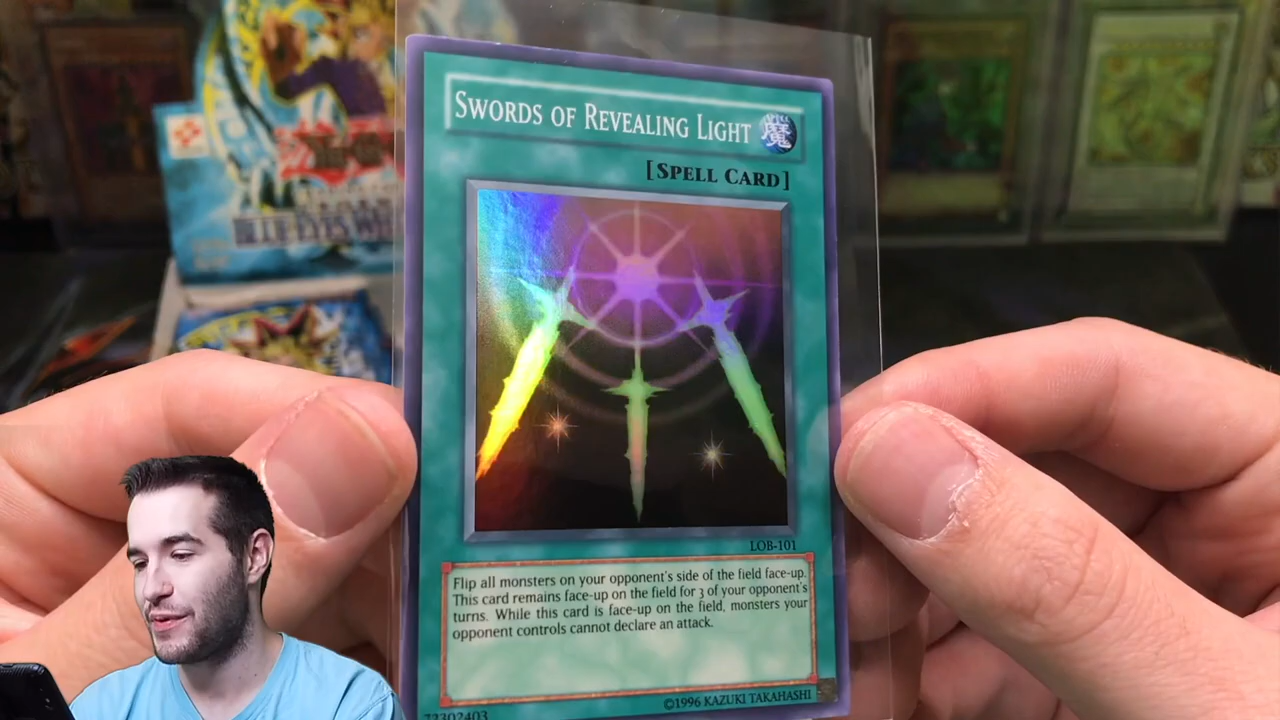 Swords of Revealing Light 魔
[Spell Card]
LOB-101
Flip all monsters on your opponent's side of the field face-up.
This card remains face-up on the field for 3 of your opponent's
turns. While this card is face-up on the field, monsters your
opponent controls cannot declare an attack.
72302403
©1996 KAZUKI TAKAHASHI